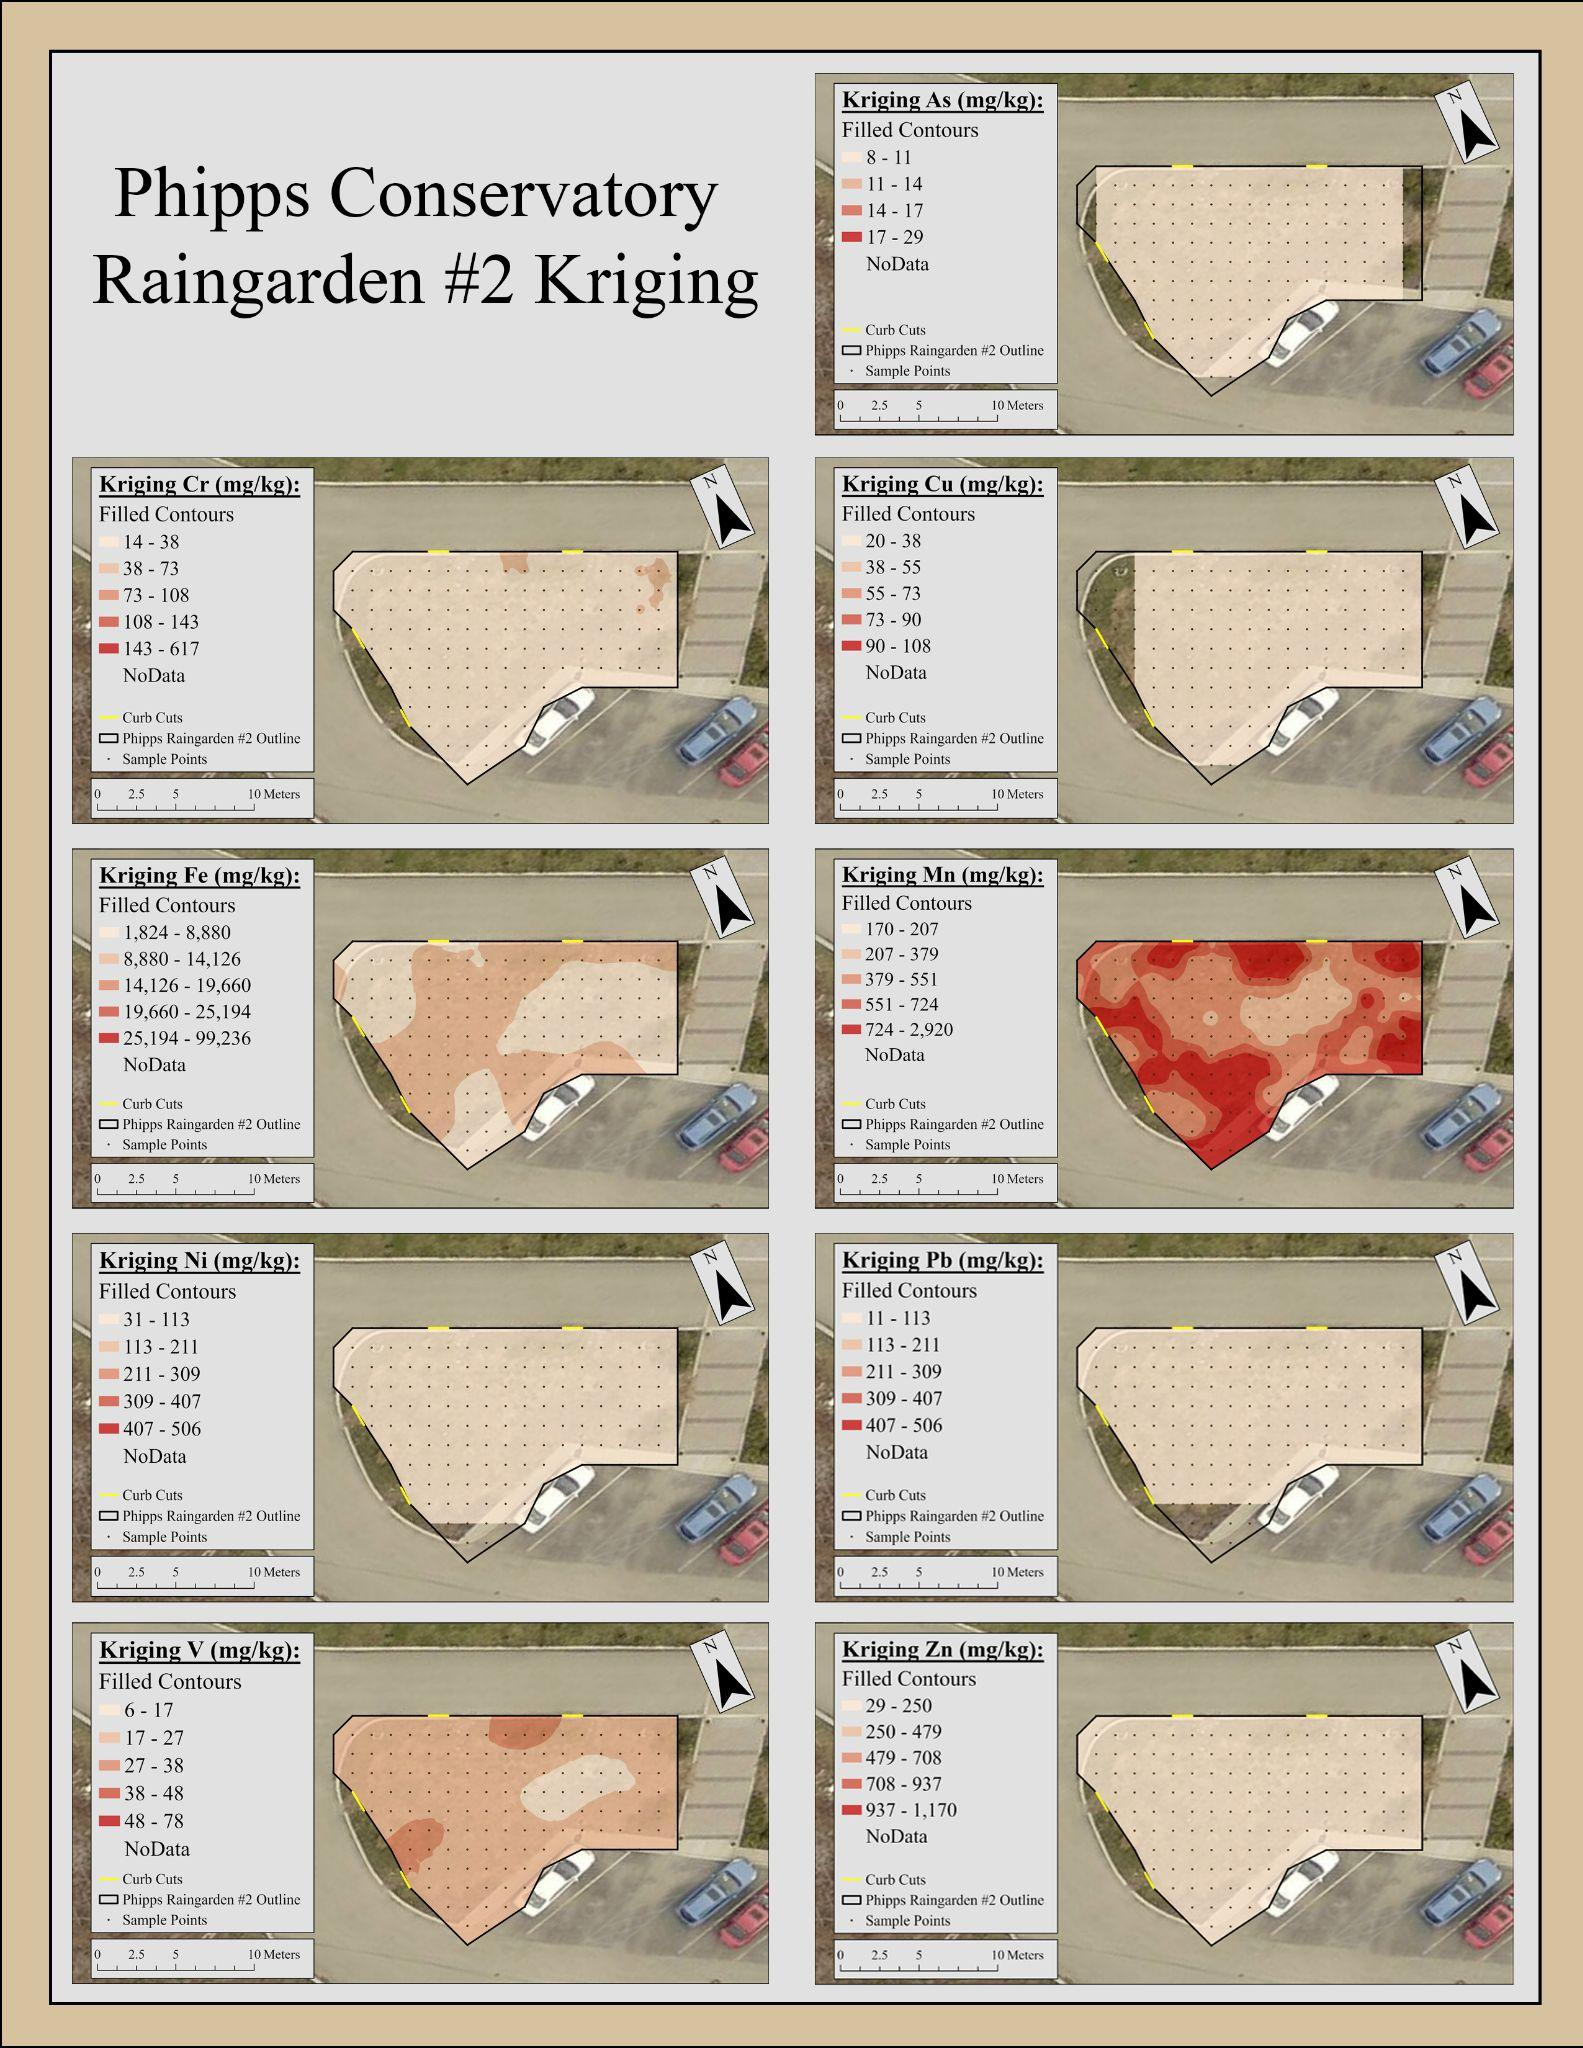 Phipps Conservatory
Raingarden #2 Kriging
Kriging As (mg/kg):
Filled Contours
8 - 11
11 - 14
14 - 17
17 - 29
NoData
Curb Cuts
Phipps Raingarden #2 Outline
Sample Points
0 2.5 5 10 Meters
N
Kriging Cr (mg/kg):
Filled Contours
14 - 38
38 - 73
73 - 108
108 - 143
143 - 617
NoData
Curb Cuts
Phipps Raingarden #2 Outline
Sample Points
0 2.5 5 10 Meters
N
Kriging Cu (mg/kg):
Filled Contours
20 - 38
38 - 55
55 - 73
73 - 90
90 - 108
NoData
Curb Cuts
Phipps Raingarden #2 Outline
Sample Points
0 2.5 5 10 Meters
N
Kriging Fe (mg/kg):
Filled Contours
1,824 - 8,880
8,880 - 14,126
14,126 - 19,660
19,660 - 25,194
25,194 - 99,236
NoData
Curb Cuts
Phipps Raingarden #2 Outline
Sample Points
0 2.5 5 10 Meters
N
Kriging Mn (mg/kg):
Filled Contours
170 - 207
207 - 379
379 - 551
551 - 724
724 - 2,920
NoData
Curb Cuts
Phipps Raingarden #2 Outline
Sample Points
0 2.5 5 10 Meters
N
Kriging Ni (mg/kg):
Filled Contours
31 - 113
113 - 211
211 - 309
309 - 407
407 - 506
NoData
Curb Cuts
Phipps Raingarden #2 Outline
Sample Points
0 2.5 5 10 Meters
N
Kriging Pb (mg/kg):
Filled Contours
11 - 113
113 - 211
211 - 309
309 - 407
407 - 506
NoData
Curb Cuts
Phipps Raingarden #2 Outline
Sample Points
0 2.5 5 10 Meters
N
Kriging V (mg/kg):
Filled Contours
6 - 17
17 - 27
27 - 38
38 - 48
48 - 78
NoData
Curb Cuts
Phipps Raingarden #2 Outline
Sample Points
0 2.5 5 10 Meters
N
Kriging Zn (mg/kg):
Filled Contours
29 - 250
250 - 479
479 - 708
708 - 937
937 - 1,170
NoData
Curb Cuts
Phipps Raingarden #2 Outline
Sample Points
0 2.5 5 10 Meters
N